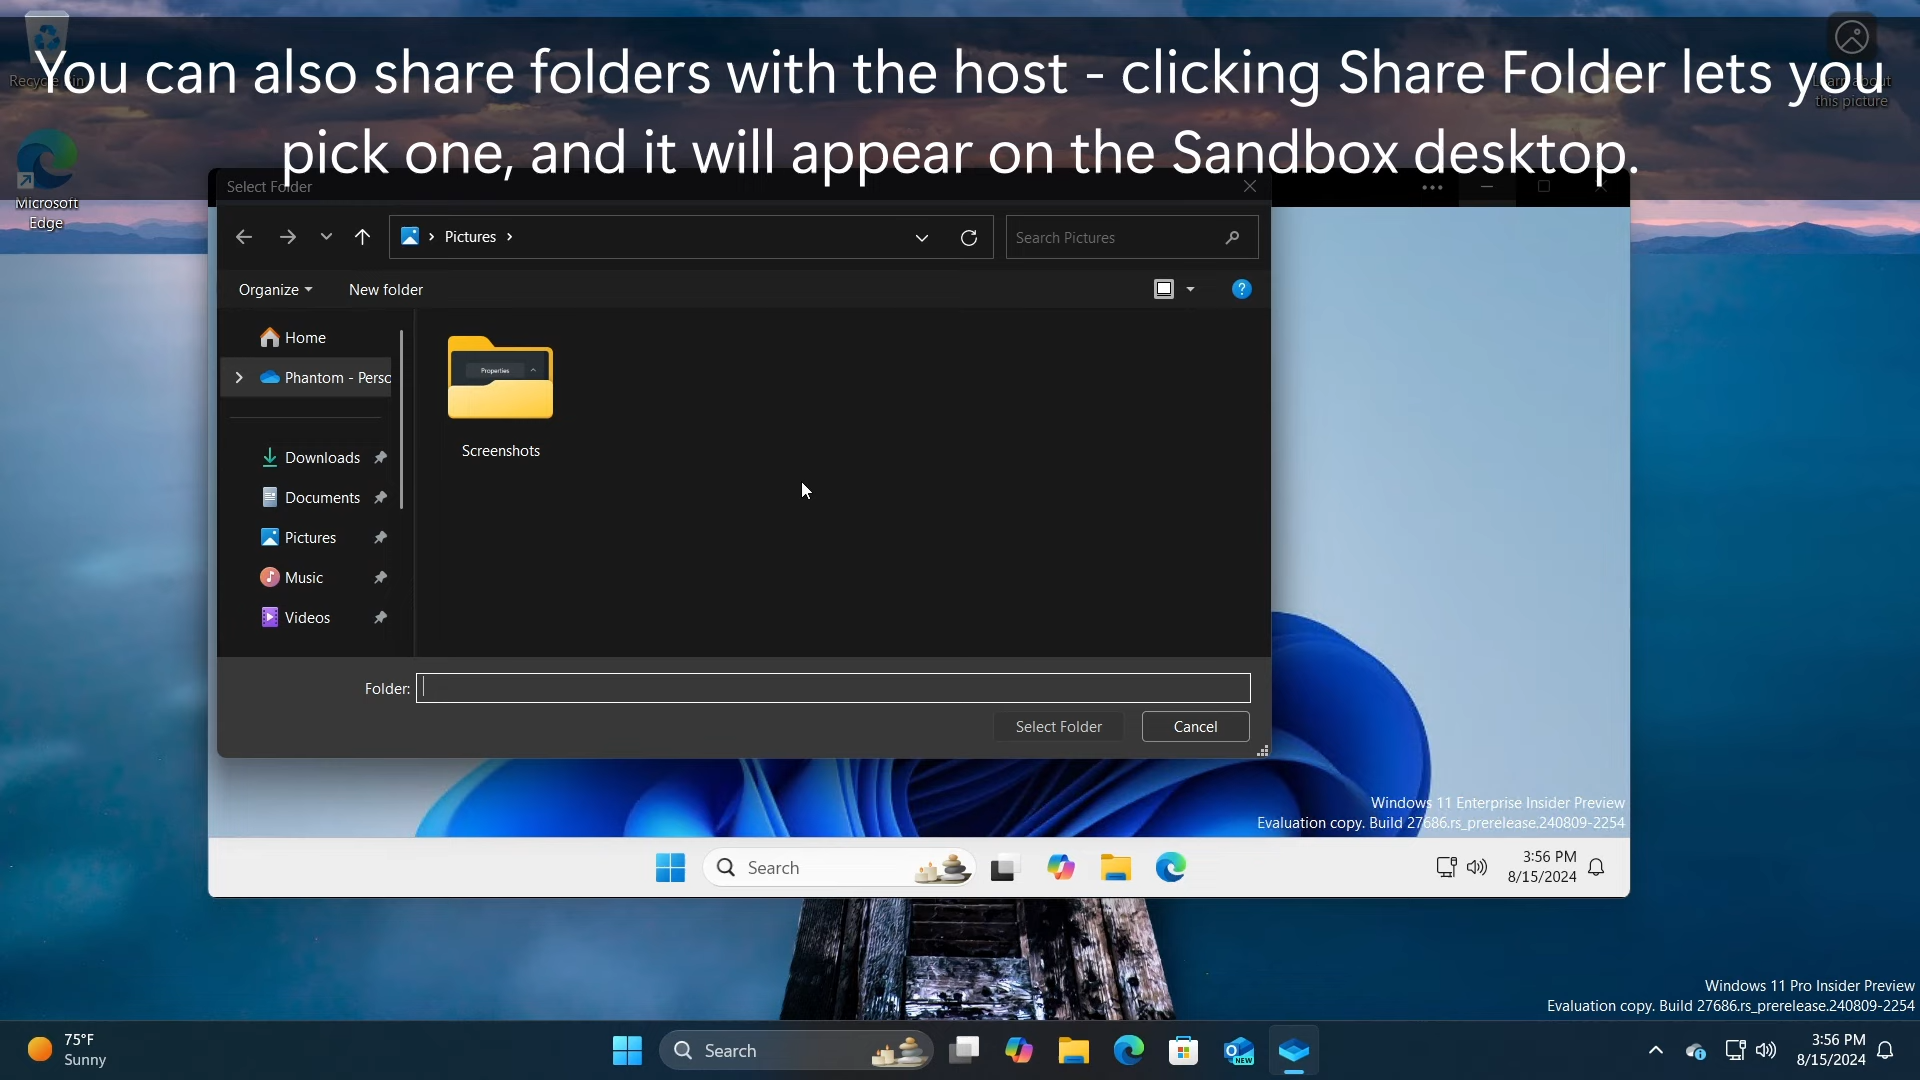 You can also share folders with the host - clicking Share Folder lets you
pick one, and it will appear on the Sandbox desktop.
Recycle Bin
Learn about
this picture
Microsoft
Edge
Select Folder
Pictures
Search Pictures
Organize
New folder
Home
Phantom - Perso
Downloads
Documents
Pictures
Music
Videos
Properties
Screenshots
Folder:
Select Folder
Cancel
Windows 11 Enterprise Insider Preview
Evaluation copy. Build 27686.rs_prerelease.240809-2254
Search
3:56 PM
8/15/2024
Windows 11 Pro Insider Preview
Evaluation copy. Build 27686.rs_prerelease.240809-2254
75°F
Sunny
Search
NEW
3:56 PM
8/15/2024